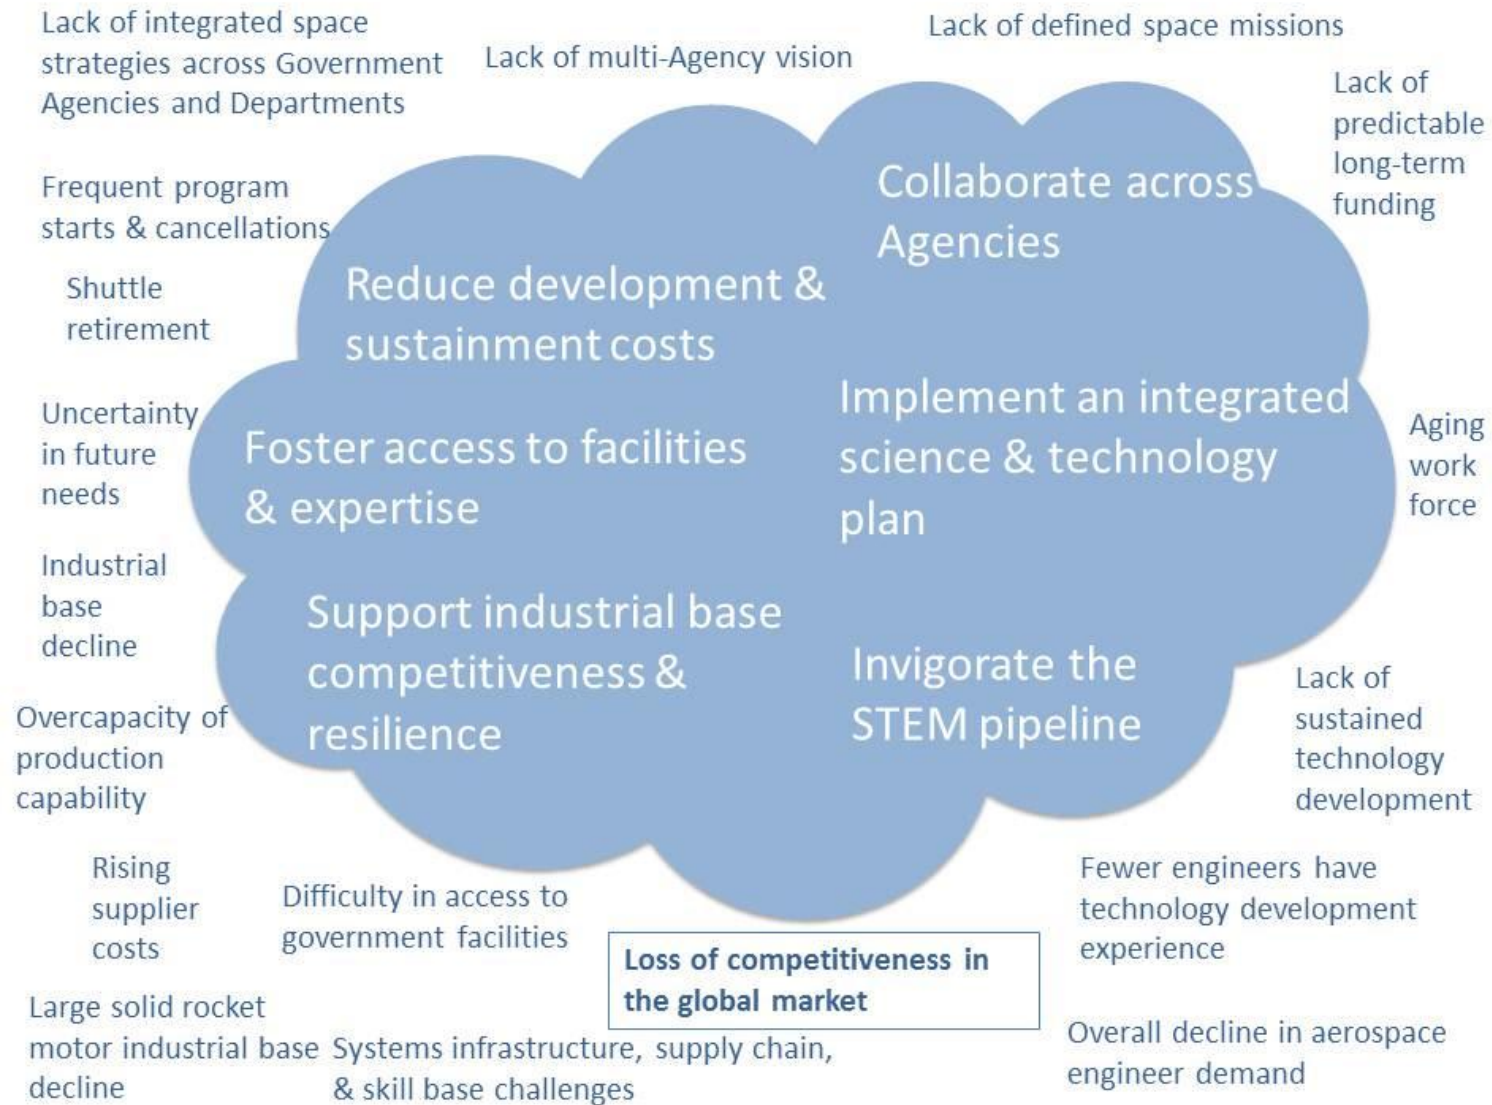 Lack of integrated space
strategies across Government
Agencies and Departments
Lack of multi-Agency vision
Lack of defined space missions
Lack of
predictable
long-term
funding
Frequent program
starts & cancellations
Shuttle
retirement
Uncertainty
in future
needs
Industrial
base
decline
Overcapacity of
production
capability
Rising
supplier
costs
Large solid rocket
motor industrial base
decline
Difficulty in access to
government facilities
Systems infrastructure, supply chain,
& skill base challenges
Loss of competitiveness in
the global market
Collaborate across
Agencies
Reduce development &
sustainment costs
Implement an integrated
science & technology
plan
Foster access to facilities
& expertise
Support industrial base
competitiveness &
resilience
Invigorate the
STEM pipeline
Aging
work
force
Lack of
sustained
technology
development
Fewer engineers have
technology development
experience
Overall decline in aerospace
engineer demand